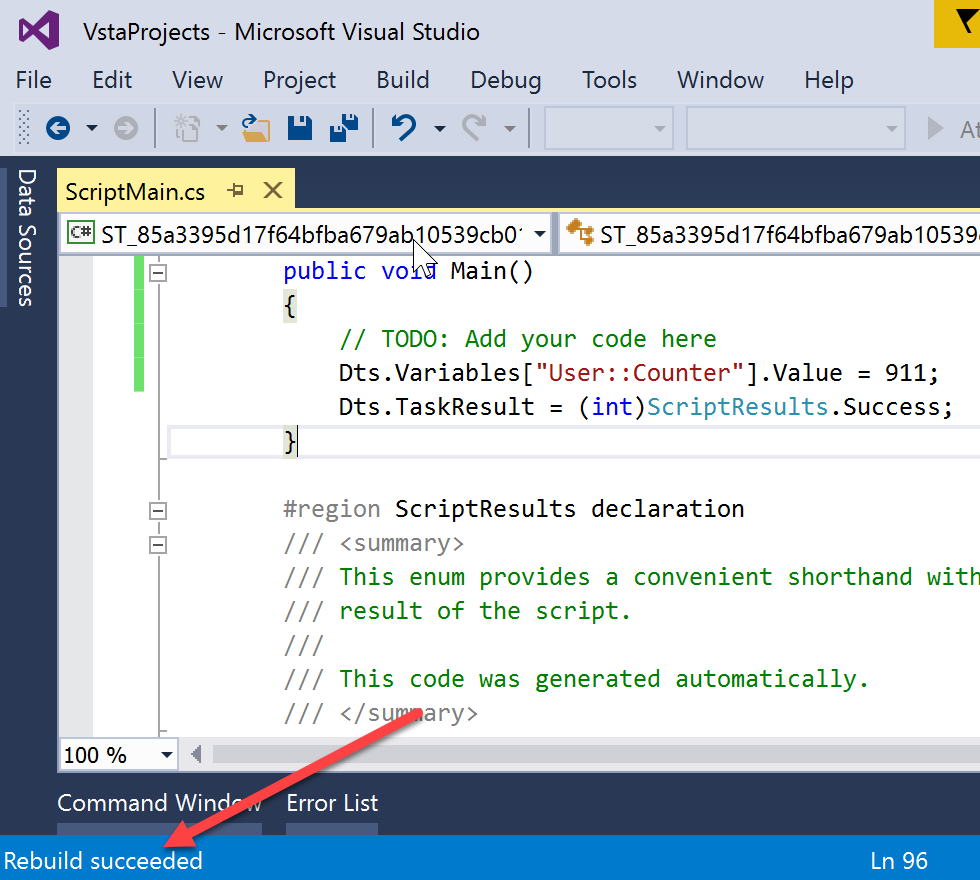 VstaProjects - Microsoft Visual Studio
File Edit View Project Build Debug Tools Window Help
At
Data Sources
ScriptMain.cs
C# ST_85a3395d17f64bfba679ab10539cb01 ST_85a3395d17f64bfba679ab10539
public void Main()
{
// TODO: Add your code here
Dts.Variables["User::Counter"].Value = 911;
Dts.TaskResult = (int)ScriptResults.Success;
}
#region ScriptResults declaration
/// <summary>
/// This enum provides a convenient shorthand with
/// result of the script.
///
/// This code was generated automatically.
/// </summary>
100 %
Command Window Error List
Rebuild succeeded Ln 96